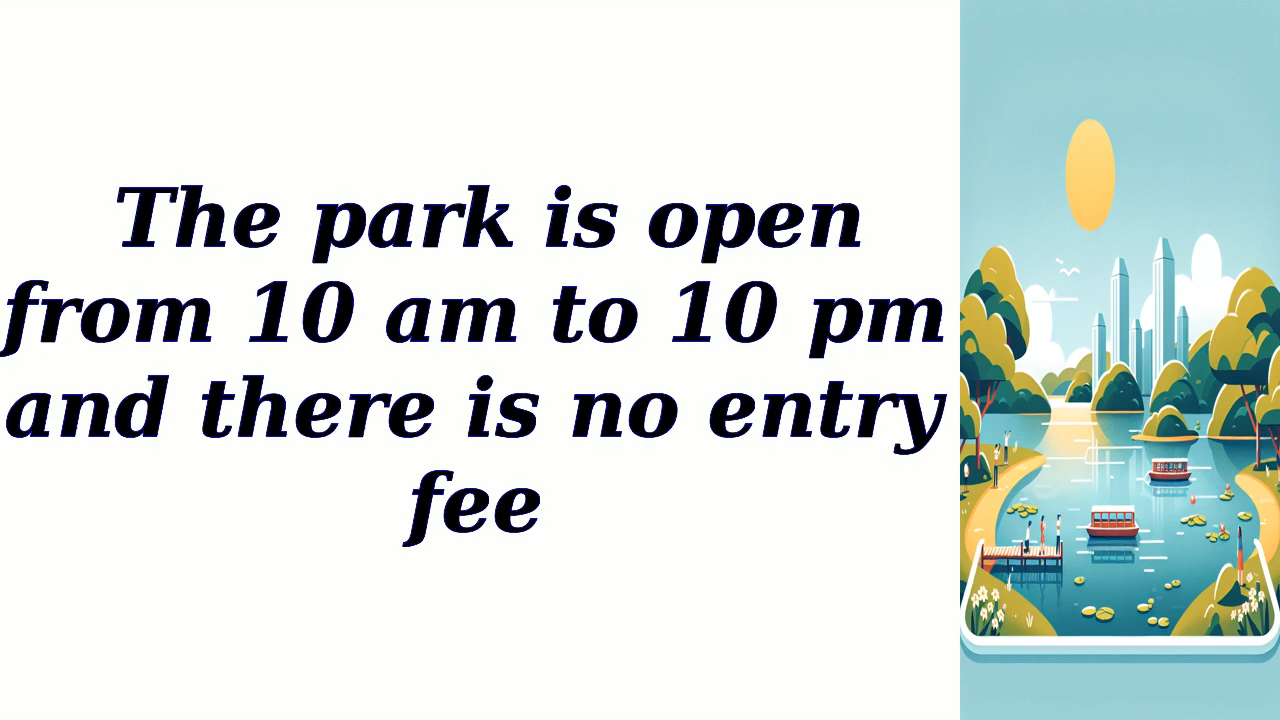 The park is open
from 10 am to 10 pm
and there is no entry
fee